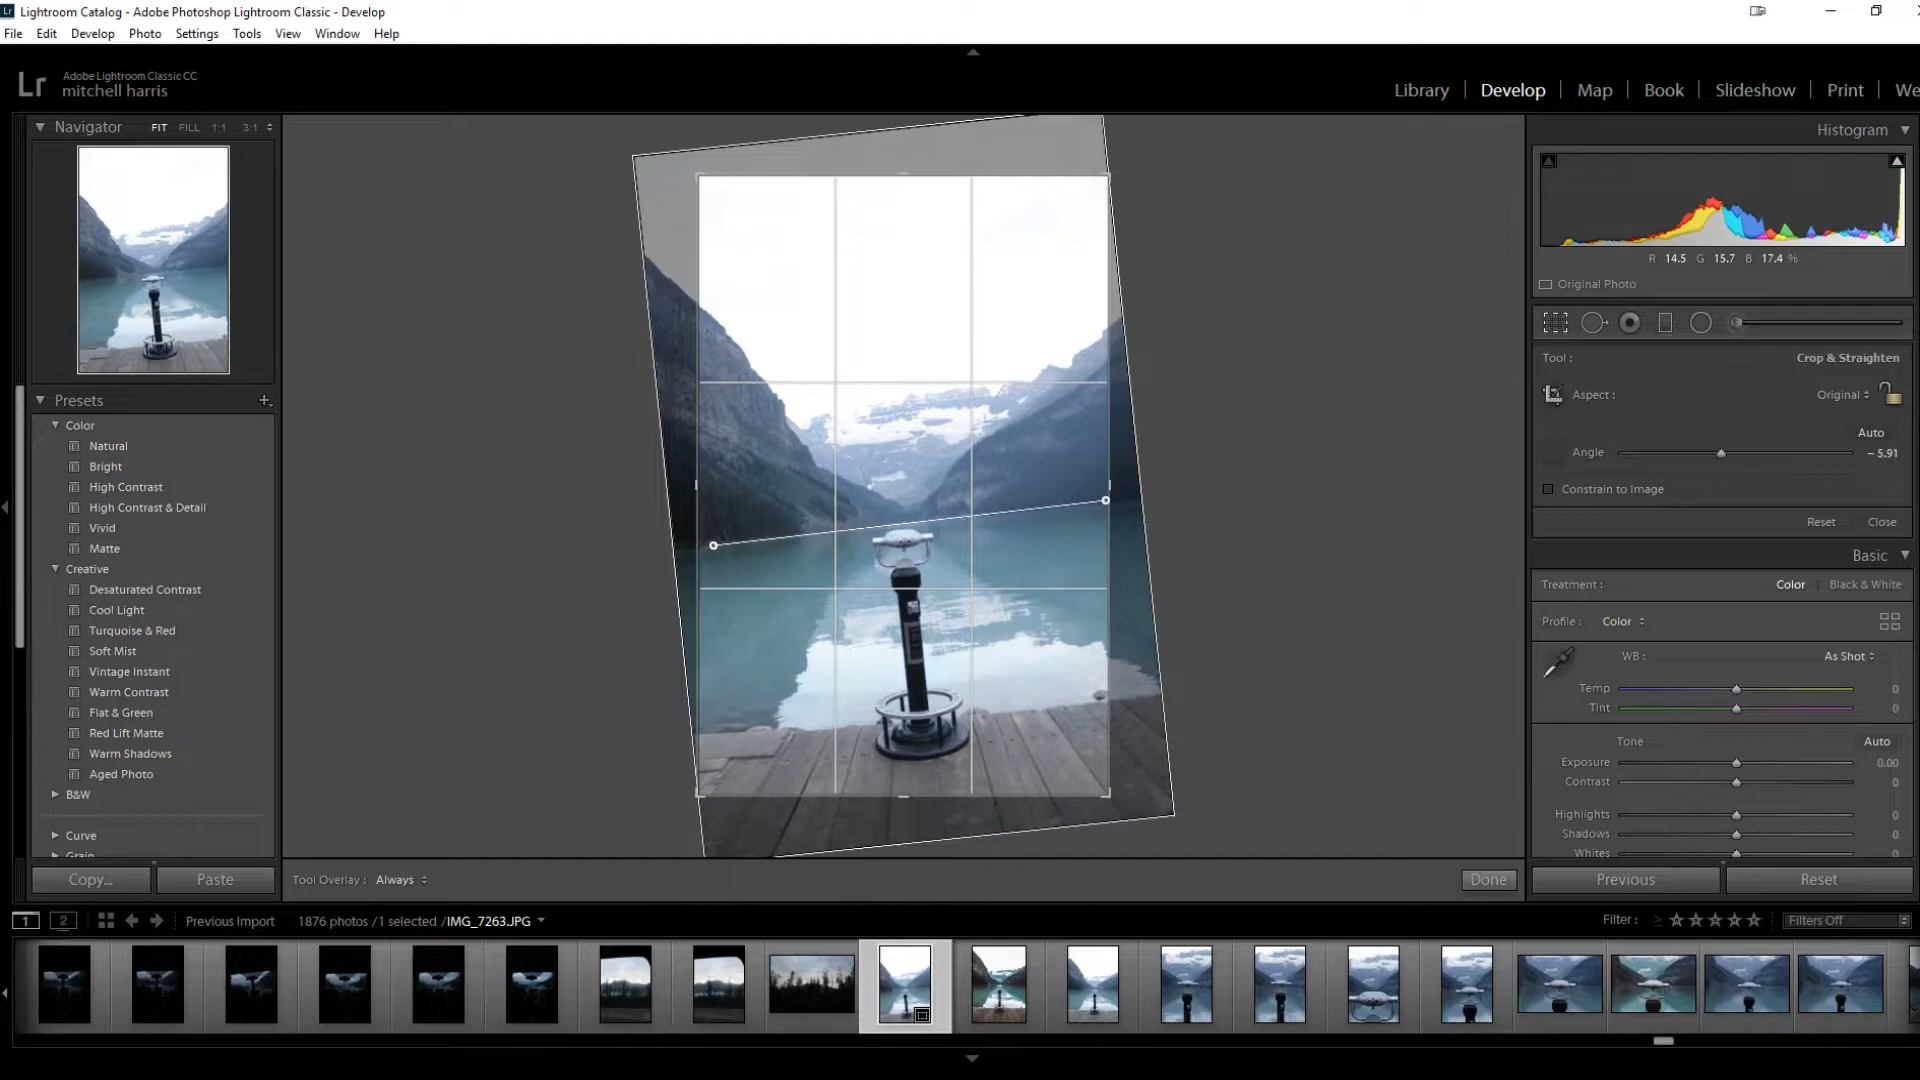 Lightroom Catalog - Adobe Photoshop Lightroom Classic - Develop
File Edit Develop Photo Settings Tools View Window Help
Lr
Adobe Lightroom Classic CC
mitchell harris
Library | Develop | Map | Book | Slideshow | Print | We
Navigator FIT FILL 1:1 3:1
Presets +
Color
Natural
Bright
High Contrast
High Contrast & Detail
Vivid
Matte
Creative
Desaturated Contrast
Cool Light
Turquoise & Red
Soft Mist
Vintage Instant
Warm Contrast
Flat & Green
Red Lift Matte
Warm Shadows
Aged Photo
B&W
Curve
Grain
Copy... Paste
Tool Overlay : Always
Done
Histogram
R 14.5 G 15.7 B 17.4 %
Original Photo
Tool : Crop & Straighten
Aspect : Original
Auto
Angle - 5.91
Constrain to Image
Reset Close
Basic
Treatment : Color Black & White
Profile : Color
WB : As Shot
Temp 0
Tint 0
Tone Auto
Exposure 0.00
Contrast 0
Highlights 0
Shadows 0
Whites 0
Previous Reset
1 2 Previous Import 1876 photos / 1 selected / IMG_7263.JPG
Filter : ≥ ★ ★ ★ ★ ★ Filters Off